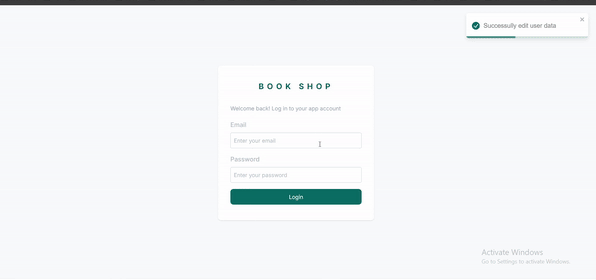 Successully edit user data
BOOK SHOP
Welcome back! Log in to your app account
Email
Enter your email
Password
Enter your password
Login
Activate Windows
Go to Settings to activate Windows.